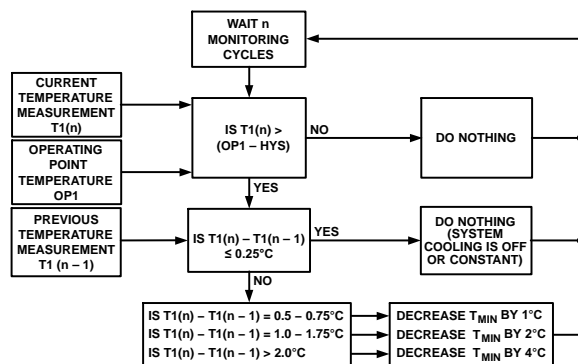 WAIT n
MONITORING
CYCLES
CURRENT
TEMPERATURE
MEASUREMENT
T1(n)
IS T1(n) >
(OP1 – HYS)
NO
DO NOTHING
OPERATING
POINT
TEMPERATURE
OP1
YES
PREVIOUS
TEMPERATURE
MEASUREMENT
T1 (n – 1)
IS T1(n) – T1(n – 1)
≤ 0.25°C
YES
DO NOTHING
(SYSTEM
COOLING IS OFF
OR CONSTANT)
NO
IS T1(n) – T1(n – 1) = 0.5 – 0.75°C
DECREASE TMIN BY 1°C
IS T1(n) – T1(n – 1) = 1.0 – 1.75°C
DECREASE TMIN BY 2°C
IS T1(n) – T1(n – 1) > 2.0°C
DECREASE TMIN BY 4°C